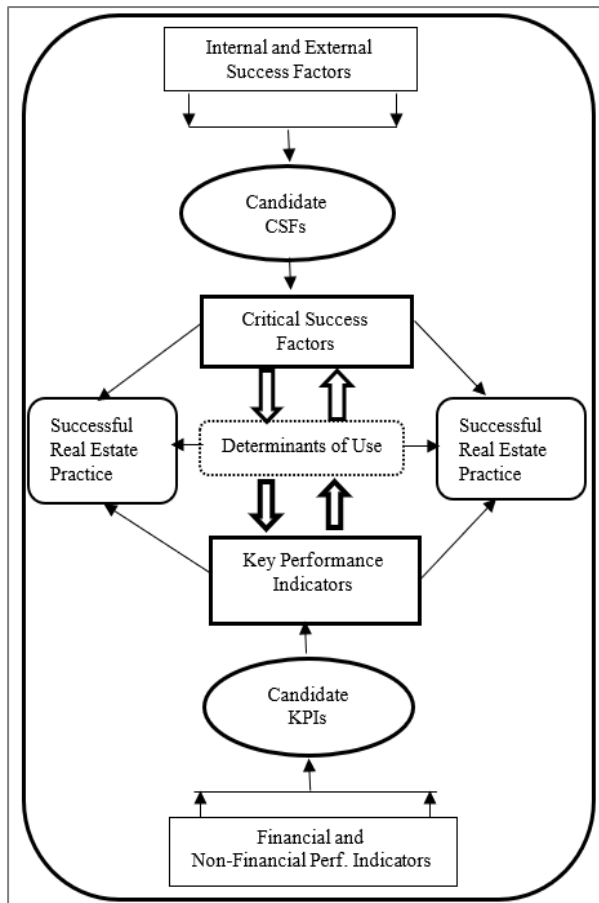 Internal and External
Success Factors
Candidate
CSFs
Critical Success
Factors
Successful
Real Estate
Practice
Determinants of Use
Successful
Real Estate
Practice
Key Performance
Indicators
Candidate
KPIs
Financial and
Non-Financial Perf. Indicators